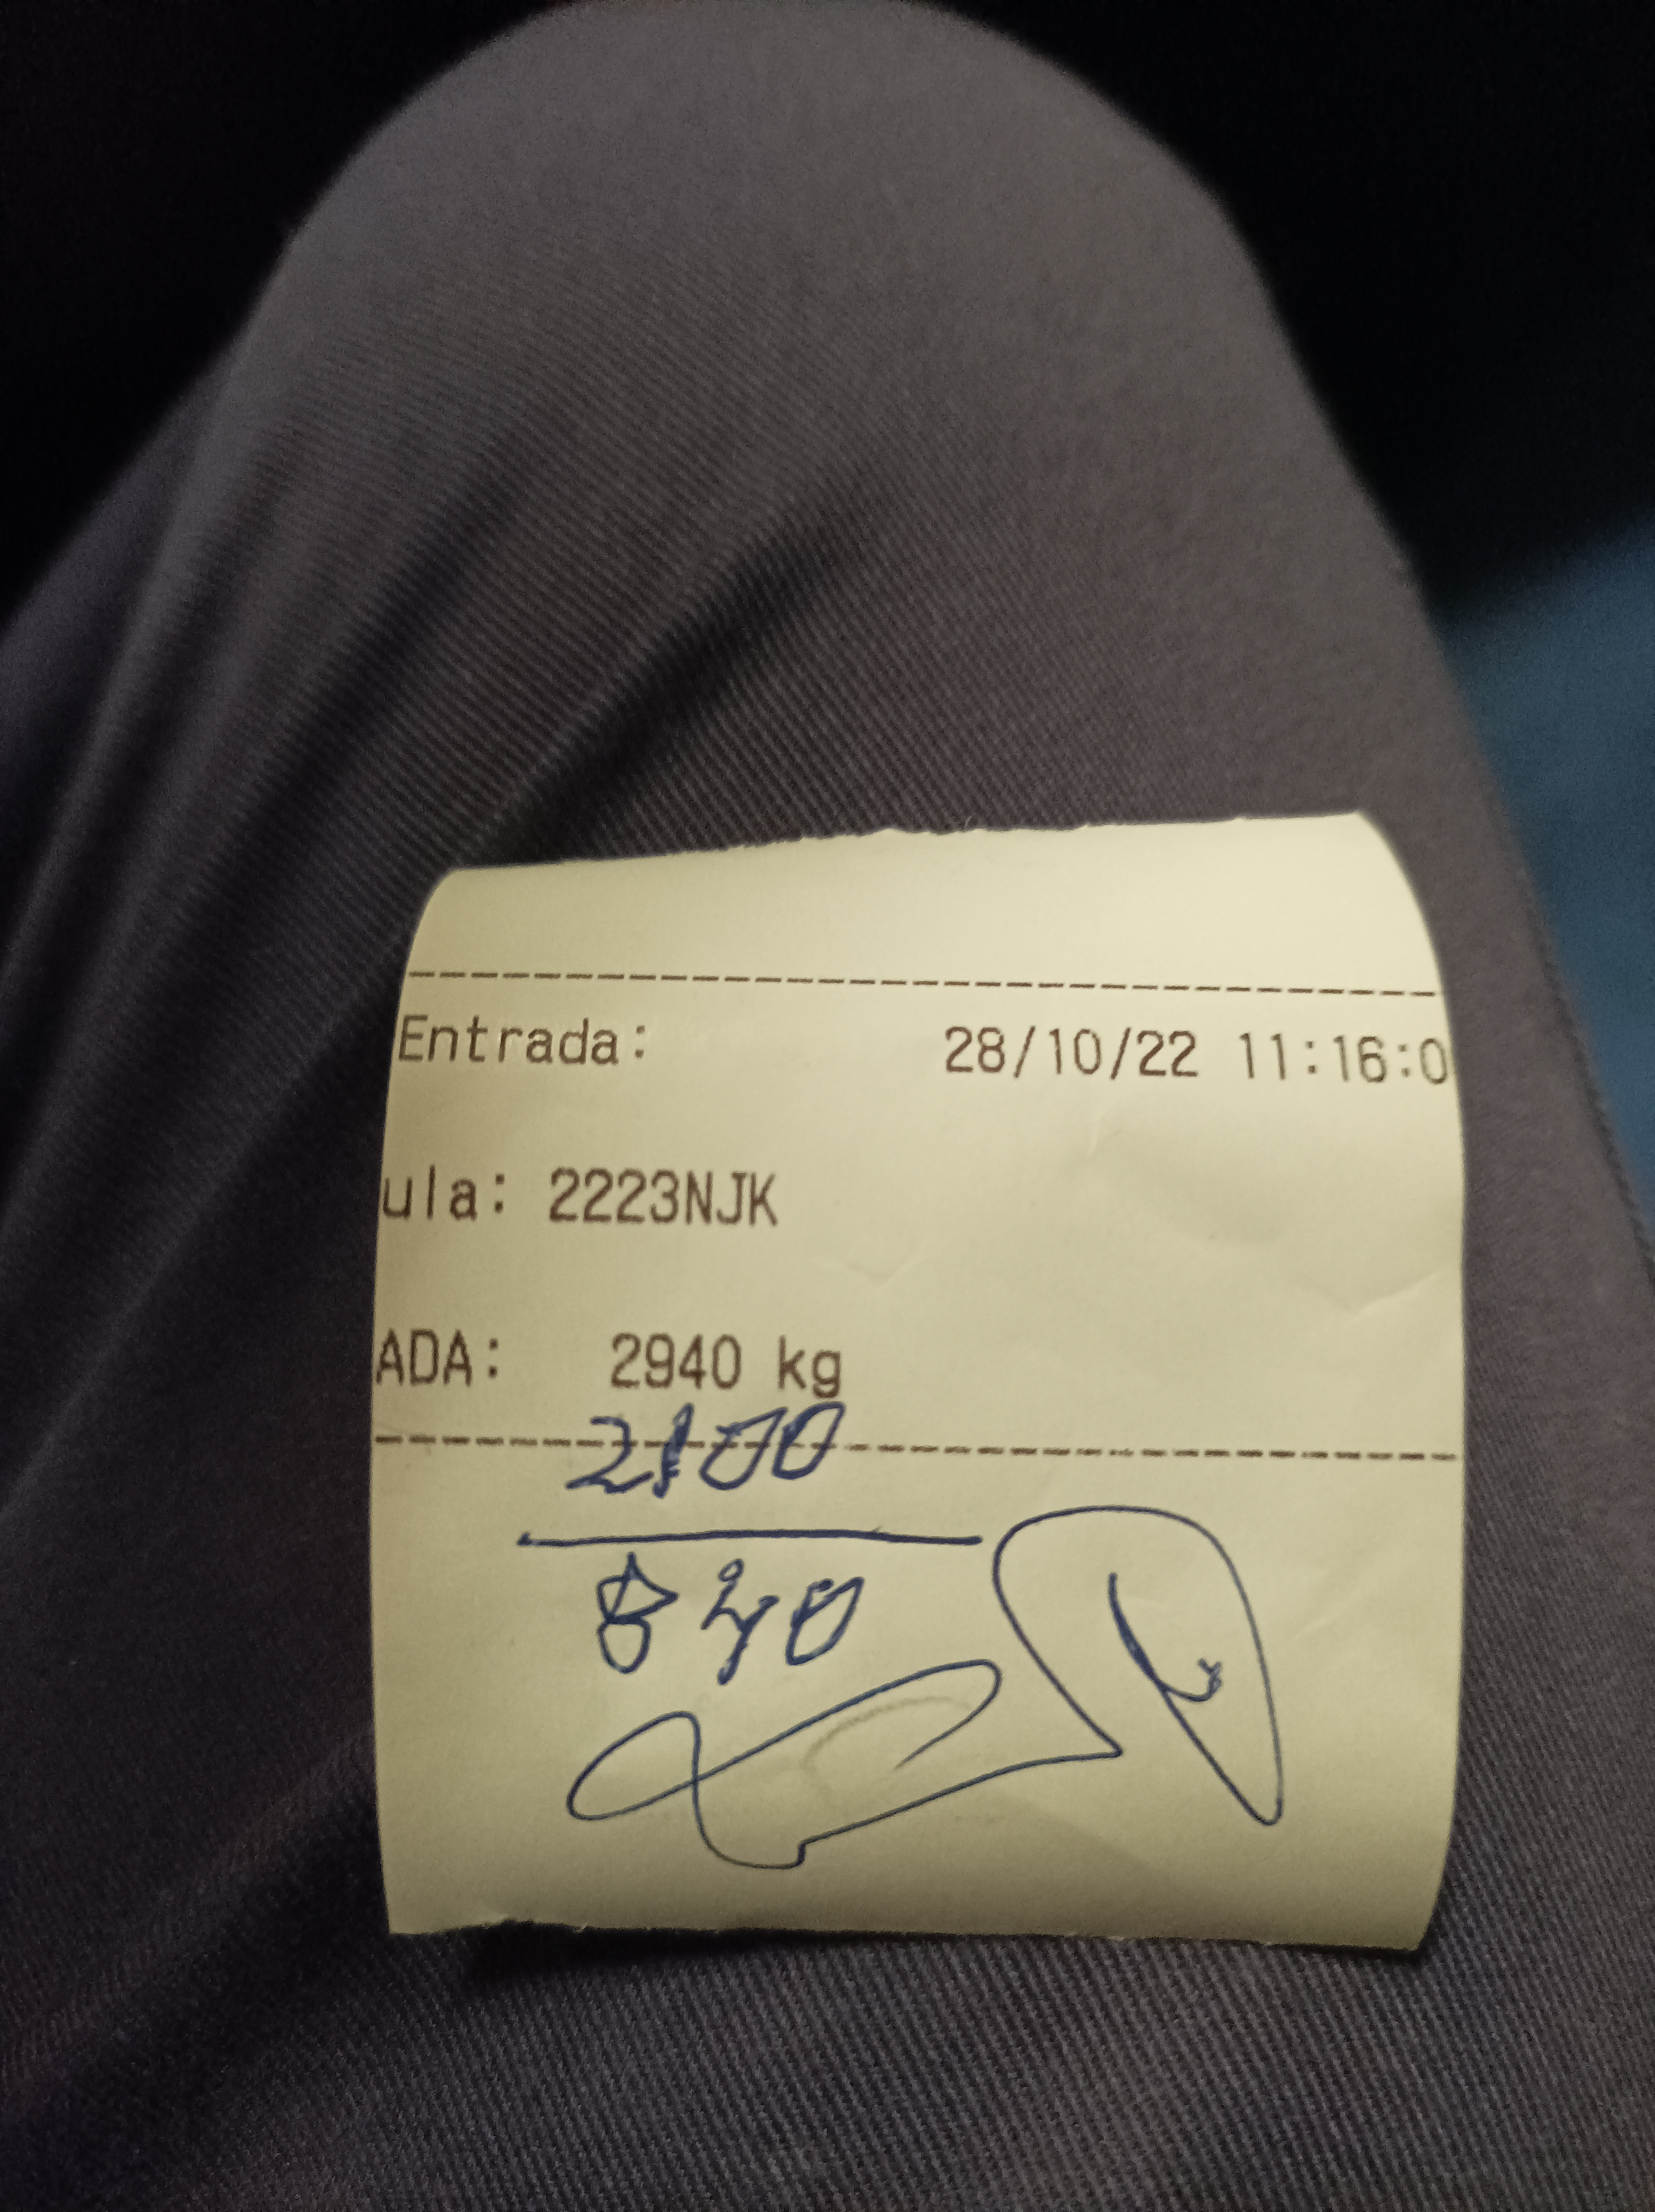 Entrada: 28/10/22 11:16:0
ula: 2223NJK
ADA: 2940 kg
2100
840